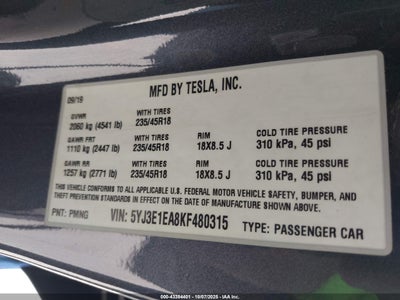 MFD BY TESLA, INC.
09/19
GVWR WITH TIRES
2060 kg (4541 lb) 235/45R18
GAWR FRT WITH TIRES RIM COLD TIRE PRESSURE
1110 kg (2447 lb) 235/45R18 18X8.5 J 310 kPa, 45 psi
GAWR RR WITH TIRES RIM COLD TIRE PRESSURE
1257 kg (2771 lb) 235/45R18 18X8.5 J 310 kPa, 45 psi
THIS VEHICLE CONFORMS TO ALL APPLICABLE U.S. FEDERAL MOTOR VEHICLE SAFETY, BUMPER, AND
THEFT PREVENTION STANDARDS IN EFFECT ON THE DATE OF MANUFACTURE SHOWN ABOVE.
PNT: PMNG VIN: 5YJ3E1EA8KF480315 TYPE: PASSENGER CAR
000-43394401 - 10/07/2025 -